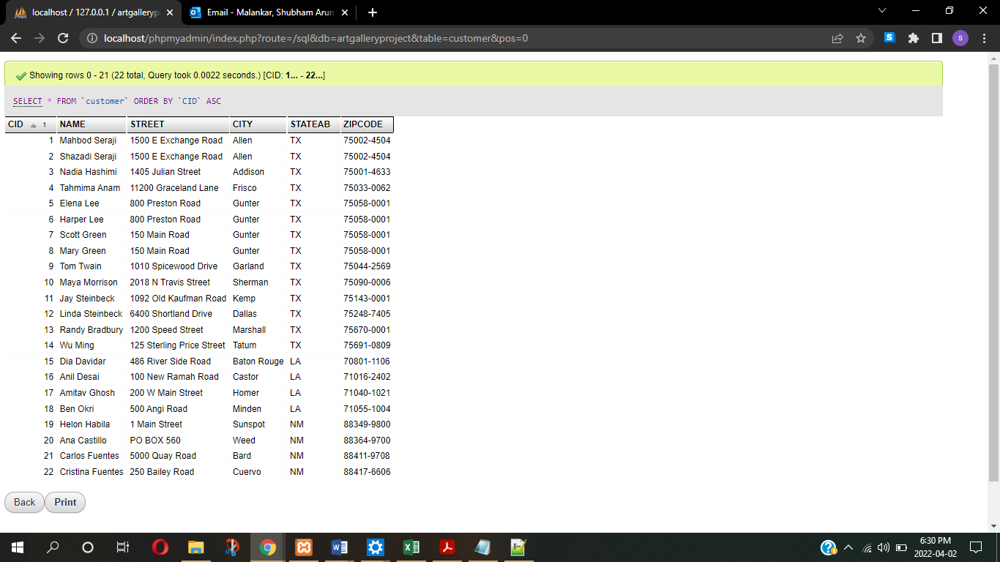 localhost / 127.0.0.1 / artgalleryp
Email - Malankar, Shubham Arun
localhost/phpmyadmin/index.php?route=/sql&db=artgalleryproject&table=customer&pos=0
S
s
Showing rows 0 - 21 (22 total, Query took 0.0022 seconds.) [CID: 1... - 22...]
SELECT * FROM `customer` ORDER BY `CID` ASC
CID 1 NAME STREET CITY STATEAB ZIPCODE
1 Mahbod Seraji 1500 E Exchange Road Allen TX 75002-4504
2 Shazadi Seraji 1500 E Exchange Road Allen TX 75002-4504
3 Nadia Hashimi 1405 Julian Street Addison TX 75001-4633
4 Tahmima Anam 11200 Graceland Lane Frisco TX 75033-0062
5 Elena Lee 800 Preston Road Gunter TX 75058-0001
6 Harper Lee 800 Preston Road Gunter TX 75058-0001
7 Scott Green 150 Main Road Gunter TX 75058-0001
8 Mary Green 150 Main Road Gunter TX 75058-0001
9 Tom Twain 1010 Spicewood Drive Garland TX 75044-2569
10 Maya Morrison 2018 N Travis Street Sherman TX 75090-0006
11 Jay Steinbeck 1092 Old Kaufman Road Kemp TX 75143-0001
12 Linda Steinbeck 6400 Shortland Drive Dallas TX 75248-7405
13 Randy Bradbury 1200 Speed Street Marshall TX 75670-0001
14 Wu Ming 125 Sterling Price Street Tatum TX 75691-0809
15 Dia Davidar 486 River Side Road Baton Rouge LA 70801-1106
16 Anil Desai 100 New Ramah Road Castor LA 71016-2402
17 Amitav Ghosh 200 W Main Street Homer LA 71040-1021
18 Ben Okri 500 Angi Road Minden LA 71055-1004
19 Helon Habila 1 Main Street Sunspot NM 88349-9800
20 Ana Castillo PO BOX 560 Weed NM 88364-9700
21 Carlos Fuentes 5000 Quay Road Bard NM 88411-9708
22 Cristina Fuentes 250 Bailey Road Cuervo NM 88417-6606
Back Print
6:30 PM
2022-04-02